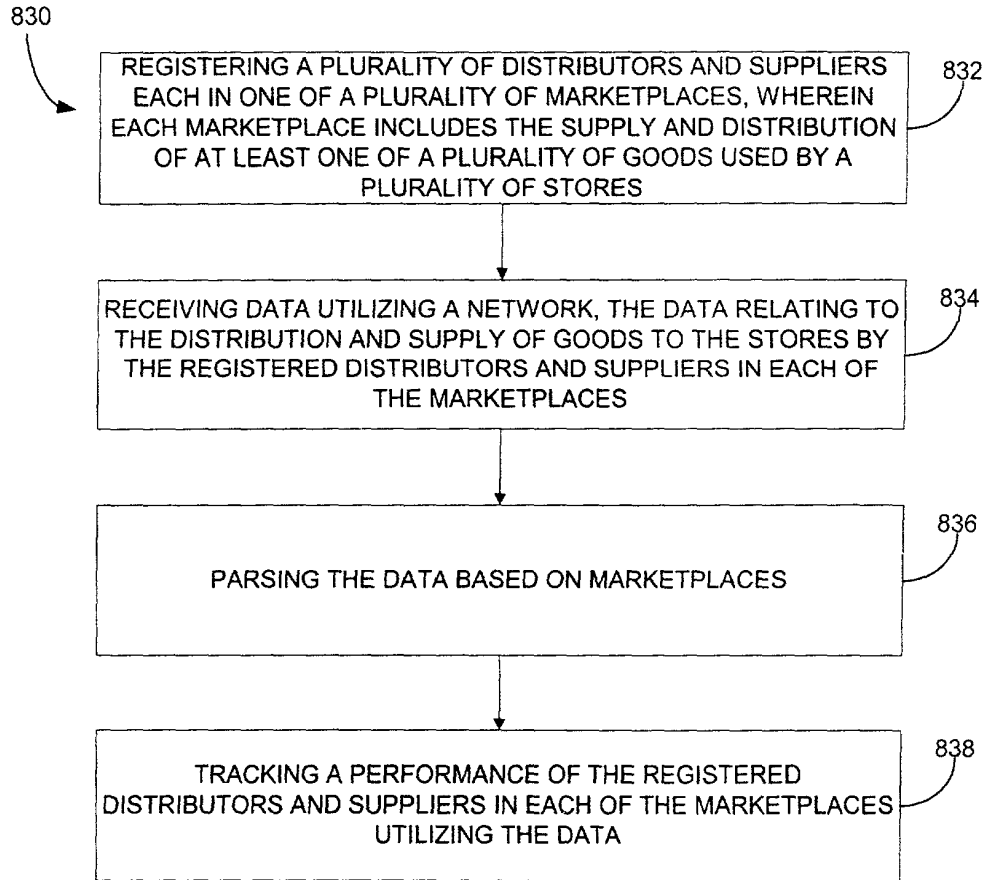 830
REGISTERING A PLURALITY OF DISTRIBUTORS AND SUPPLIERS
EACH IN ONE OF A PLURALITY OF MARKETPLACES, WHEREIN
EACH MARKETPLACE INCLUDES THE SUPPLY AND DISTRIBUTION
OF AT LEAST ONE OF A PLURALITY OF GOODS USED BY A
PLURALITY OF STORES
832
RECEIVING DATA UTILIZING A NETWORK, THE DATA RELATING TO
THE DISTRIBUTION AND SUPPLY OF GOODS TO THE STORES BY
THE REGISTERED DISTRIBUTORS AND SUPPLIERS IN EACH OF
THE MARKETPLACES
834
PARSING THE DATA BASED ON MARKETPLACES
836
TRACKING A PERFORMANCE OF THE REGISTERED
DISTRIBUTORS AND SUPPLIERS IN EACH OF THE MARKETPLACES
UTILIZING THE DATA
838